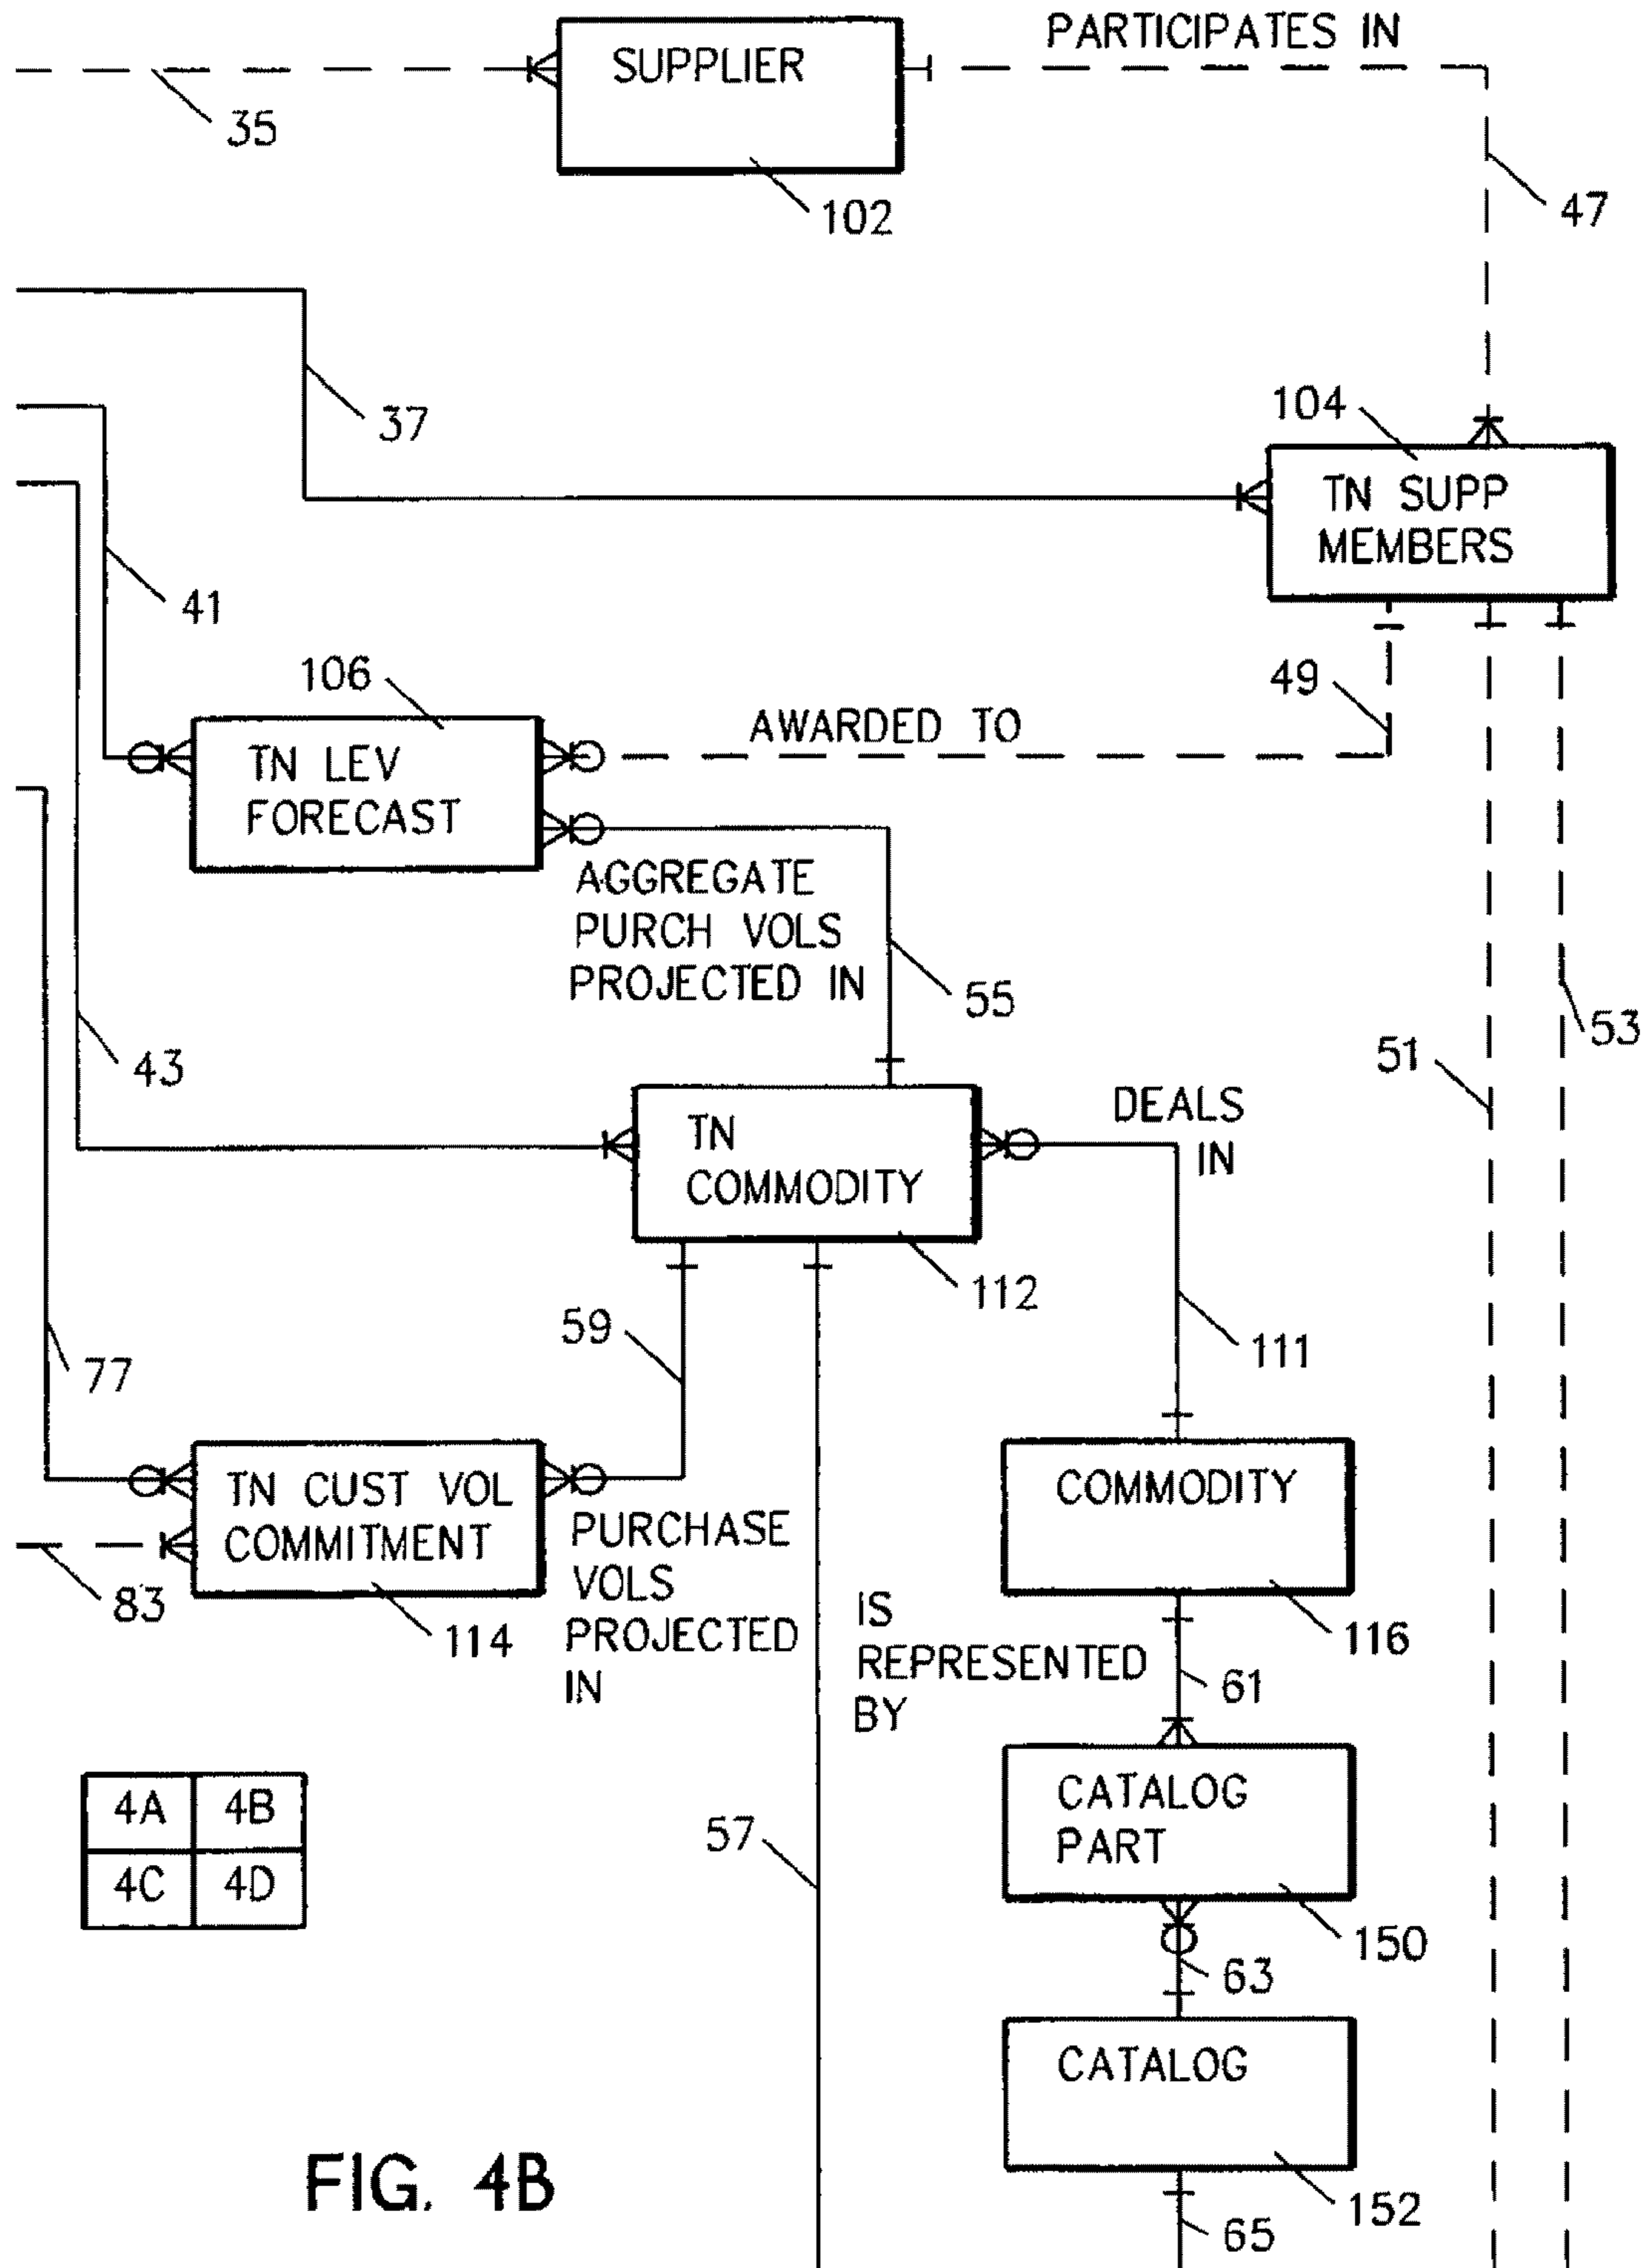 PARTICIPATES IN
SUPPLIER
35
102
47
37
104
TN SUPP
MEMBERS
41
106
49
AWARDED TO
TN LEV
FORECAST
AGGREGATE
PURCH VOLS
PROJECTED IN
55
53
51
43
DEALS
IN
TN
COMMODITY
112
59
111
77
TN CUST VOL
COMMITMENT
COMMODITY
PURCHASE
VOLS
PROJECTED
IN
83
114
IS
REPRESENTED
BY
116
61
4A 4B
4C 4D
CATALOG
PART
57
150
63
CATALOG
FIG. 4B
152
65